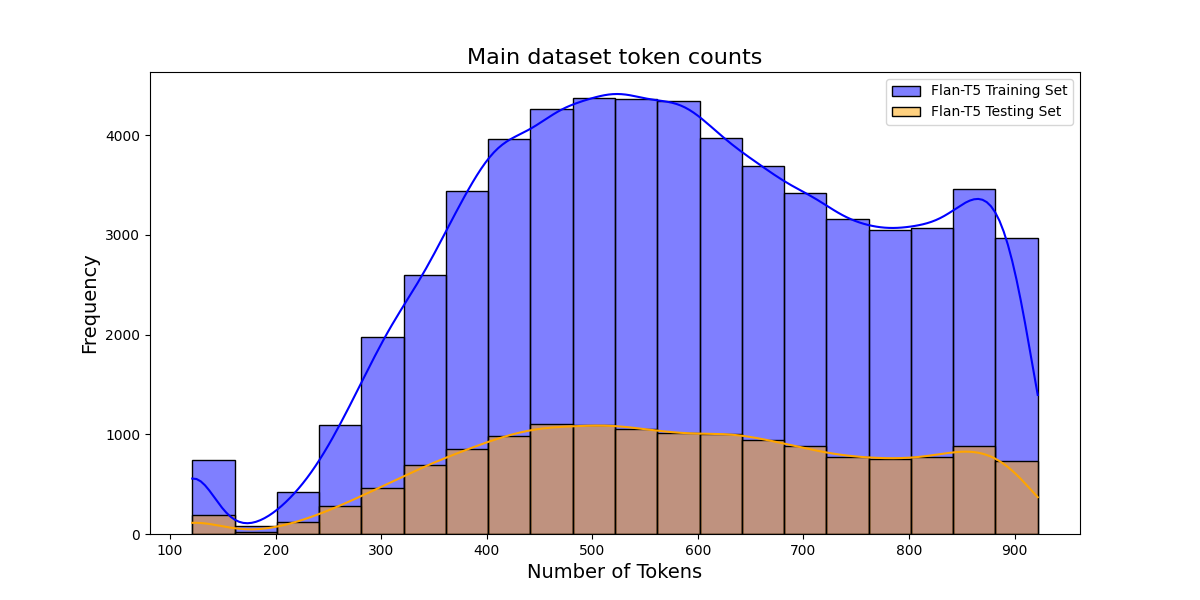 Main dataset token counts
Flan-T5 Training Set
Flan-T5 Testing Set
Frequency
4000
3000
2000
1000
0
100 200 300 400 500 600 700 800 900
Number of Tokens